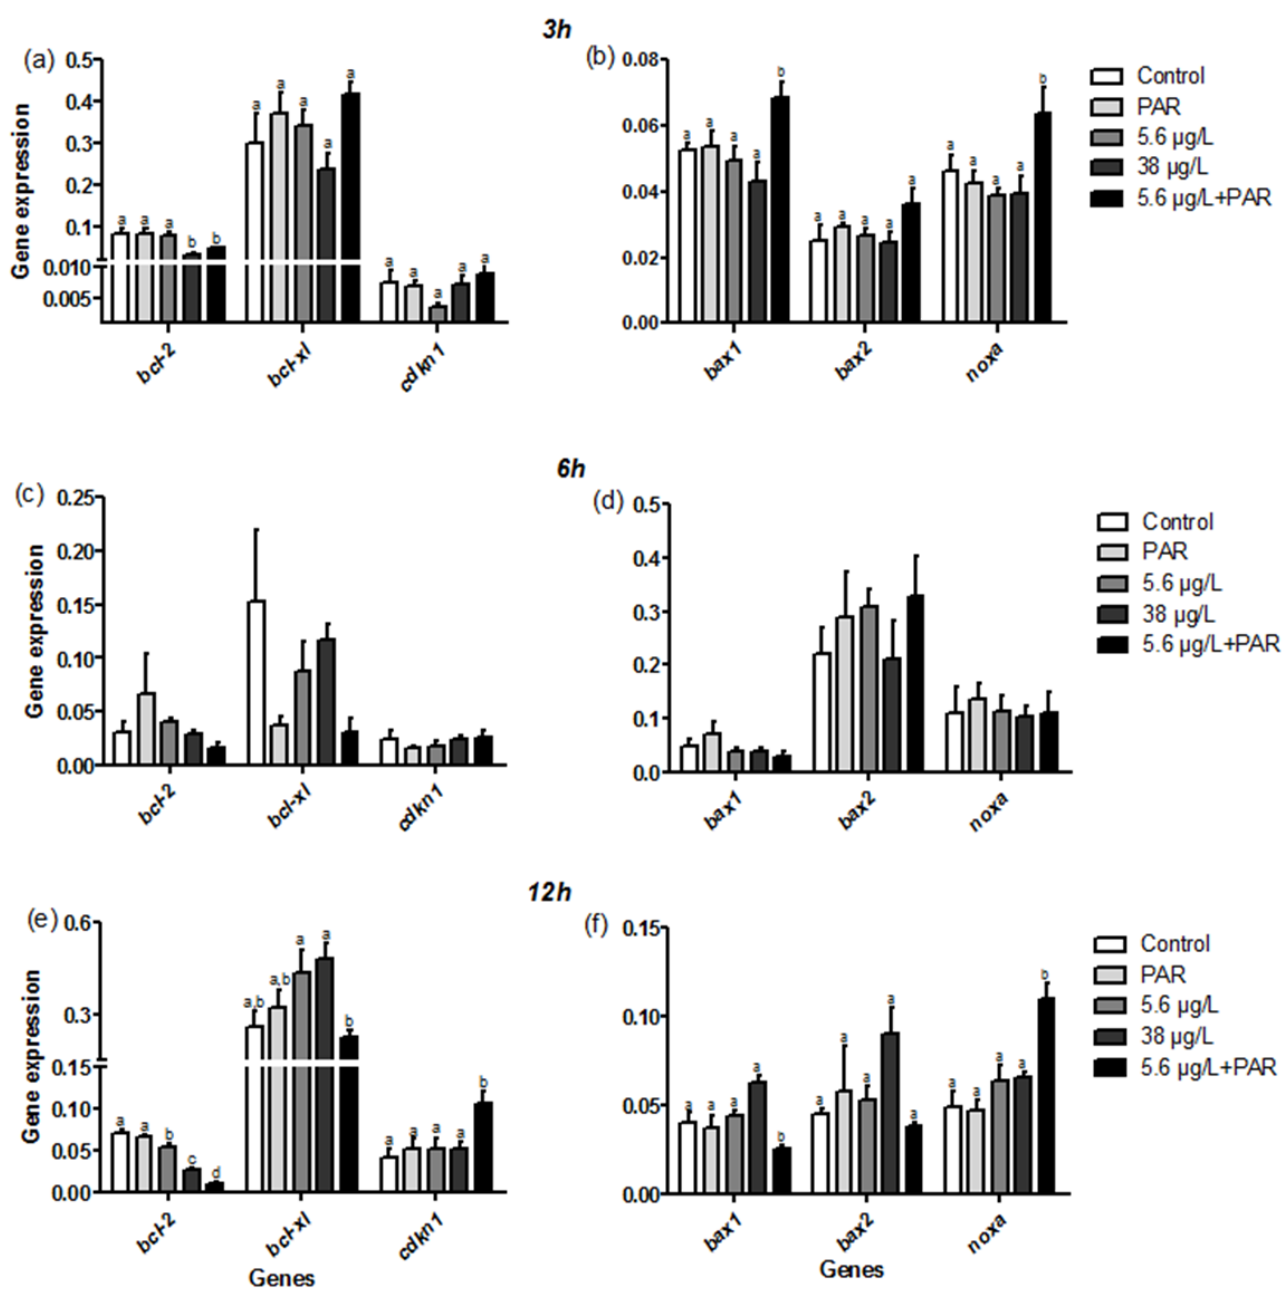 3h
(a)
0.5
0.4
0.3
0.2
0.1
0.010
0.005
Gene expression
a a a b b
a a a a a
a a a a a
bcl-2 bcl-xl cdkn1
(b)
0.08
0.06
0.04
0.02
0.00
a a a a b
a a a a a
a a a a b
bax1 bax2 noxa
Control
PAR
5.6 µg/L
38 µg/L
5.6 µg/L+PAR
6h
(c)
0.25
0.20
0.15
0.10
0.05
0.00
Gene expression
bcl-2 bcl-xl cdkn1
(d)
0.5
0.4
0.3
0.2
0.1
0.0
bax1 bax2 noxa
Control
PAR
5.6 µg/L
38 µg/L
5.6 µg/L+PAR
12h
(e)
0.6
0.3
0.15
0.10
0.05
0.00
Gene expression
a a b c d
a,b a,b a a b
a a a a b
bcl-2 bcl-xl cdkn1
Genes
(f)
0.15
0.10
0.05
0.00
a a a a b
a a a a a
a a a a b
bax1 bax2 noxa
Genes
Control
PAR
5.6 µg/L
38 µg/L
5.6 µg/L+PAR